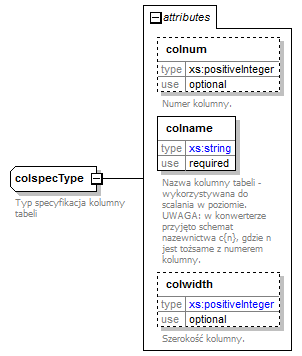 attributes
colnum
type xs:positiveInteger
use optional
Numer kolumny.
colname
type xs:string
use required
Nazwa kolumny tabeli -
wykorzystywana do
scalania w poziomie.
UWAGA: w konwerterze
przyjęto schemat
nazewnictwa c{n}, gdzie n
jest tożsame z numerem
kolumny.
colspecType
Typ specyfikacja kolumny
tabeli
colwidth
type xs:positiveInteger
use optional
Szerokość kolumny.